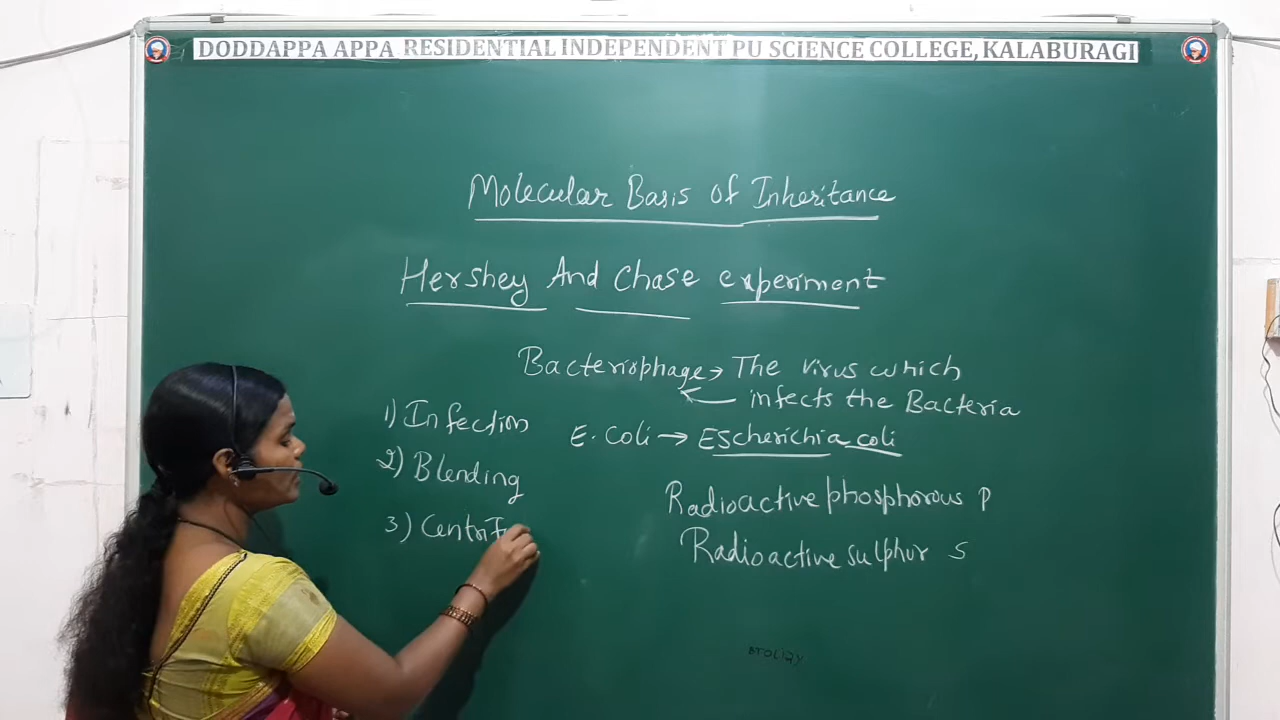 DODDAPPA APPA RESIDENTIAL INDEPENDENT PU SCiENCE COLLEGE, KALABURAGI
Molecular Basis of Inheritance
Hershey And Chase experiment
Bacteriophage → The virus which
infects the Bacteria
1) Infection
E. Coli → Escherichia coli
2) Blending
Radioactive phosphorous P
3) Centrif
Radioactive sulphur S